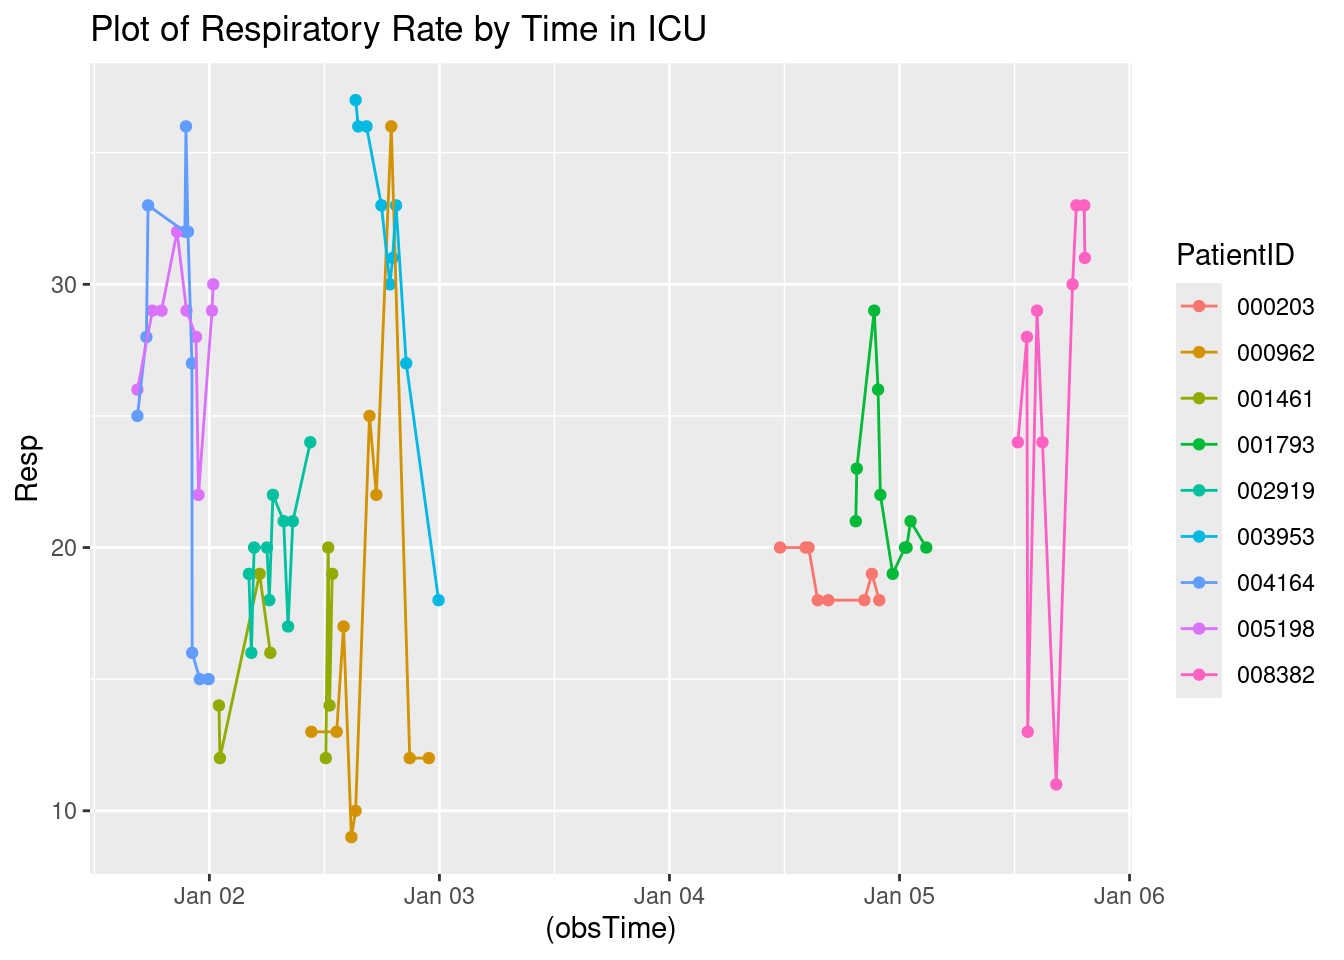 Plot of Respiratory Rate by Time in ICU
Resp
30
20
10
Jan 02
Jan 03
Jan 04
Jan 05
Jan 06
(obsTime)
PatientID
000203
000962
001461
001793
002919
003953
004164
005198
008382